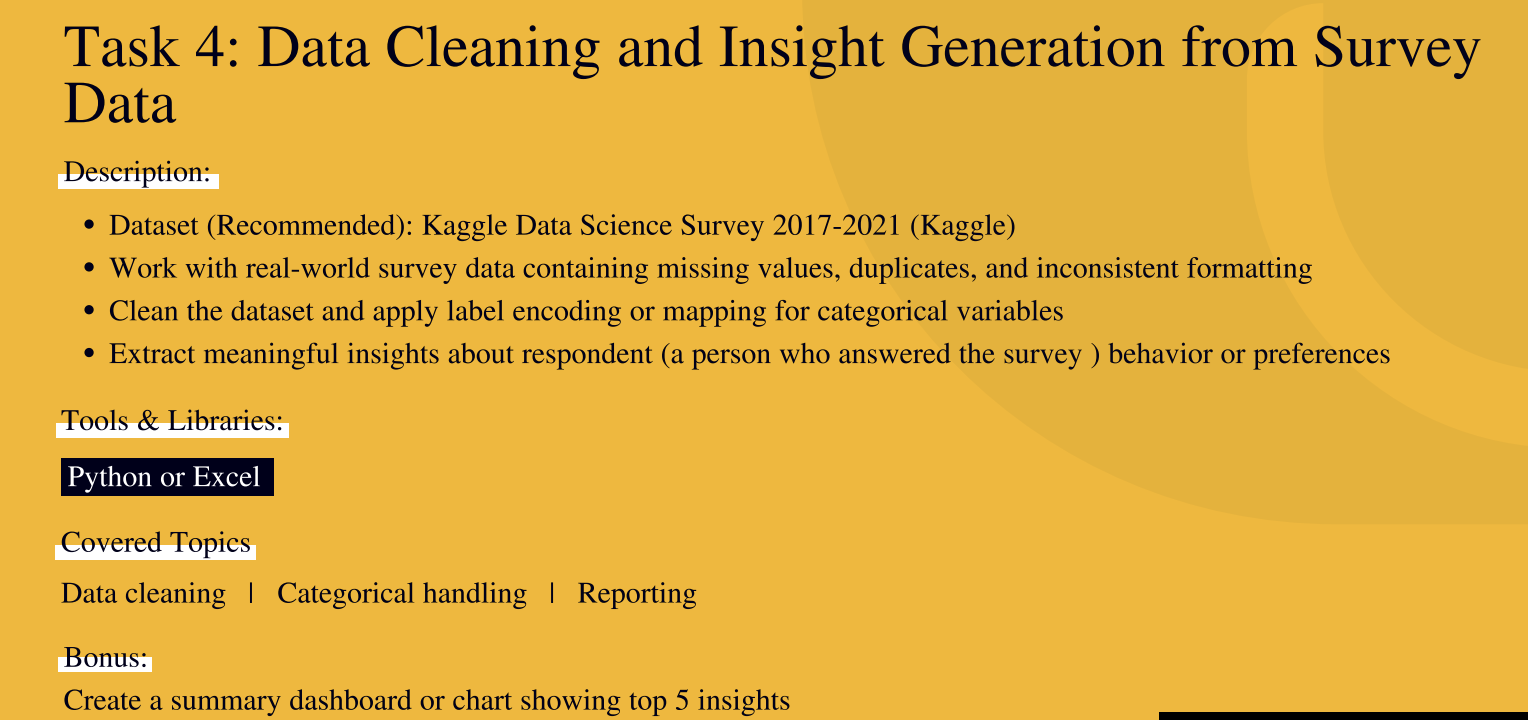 Task 4: Data Cleaning and Insight Generation from Survey
Data
Description:
• Dataset (Recommended): Kaggle Data Science Survey 2017-2021 (Kaggle)
• Work with real-world survey data containing missing values, duplicates, and inconsistent formatting
• Clean the dataset and apply label encoding or mapping for categorical variables
• Extract meaningful insights about respondent (a person who answered the survey ) behavior or preferences
Tools & Libraries:
Python or Excel
Covered Topics
Data cleaning | Categorical handling | Reporting
Bonus:
Create a summary dashboard or chart showing top 5 insights